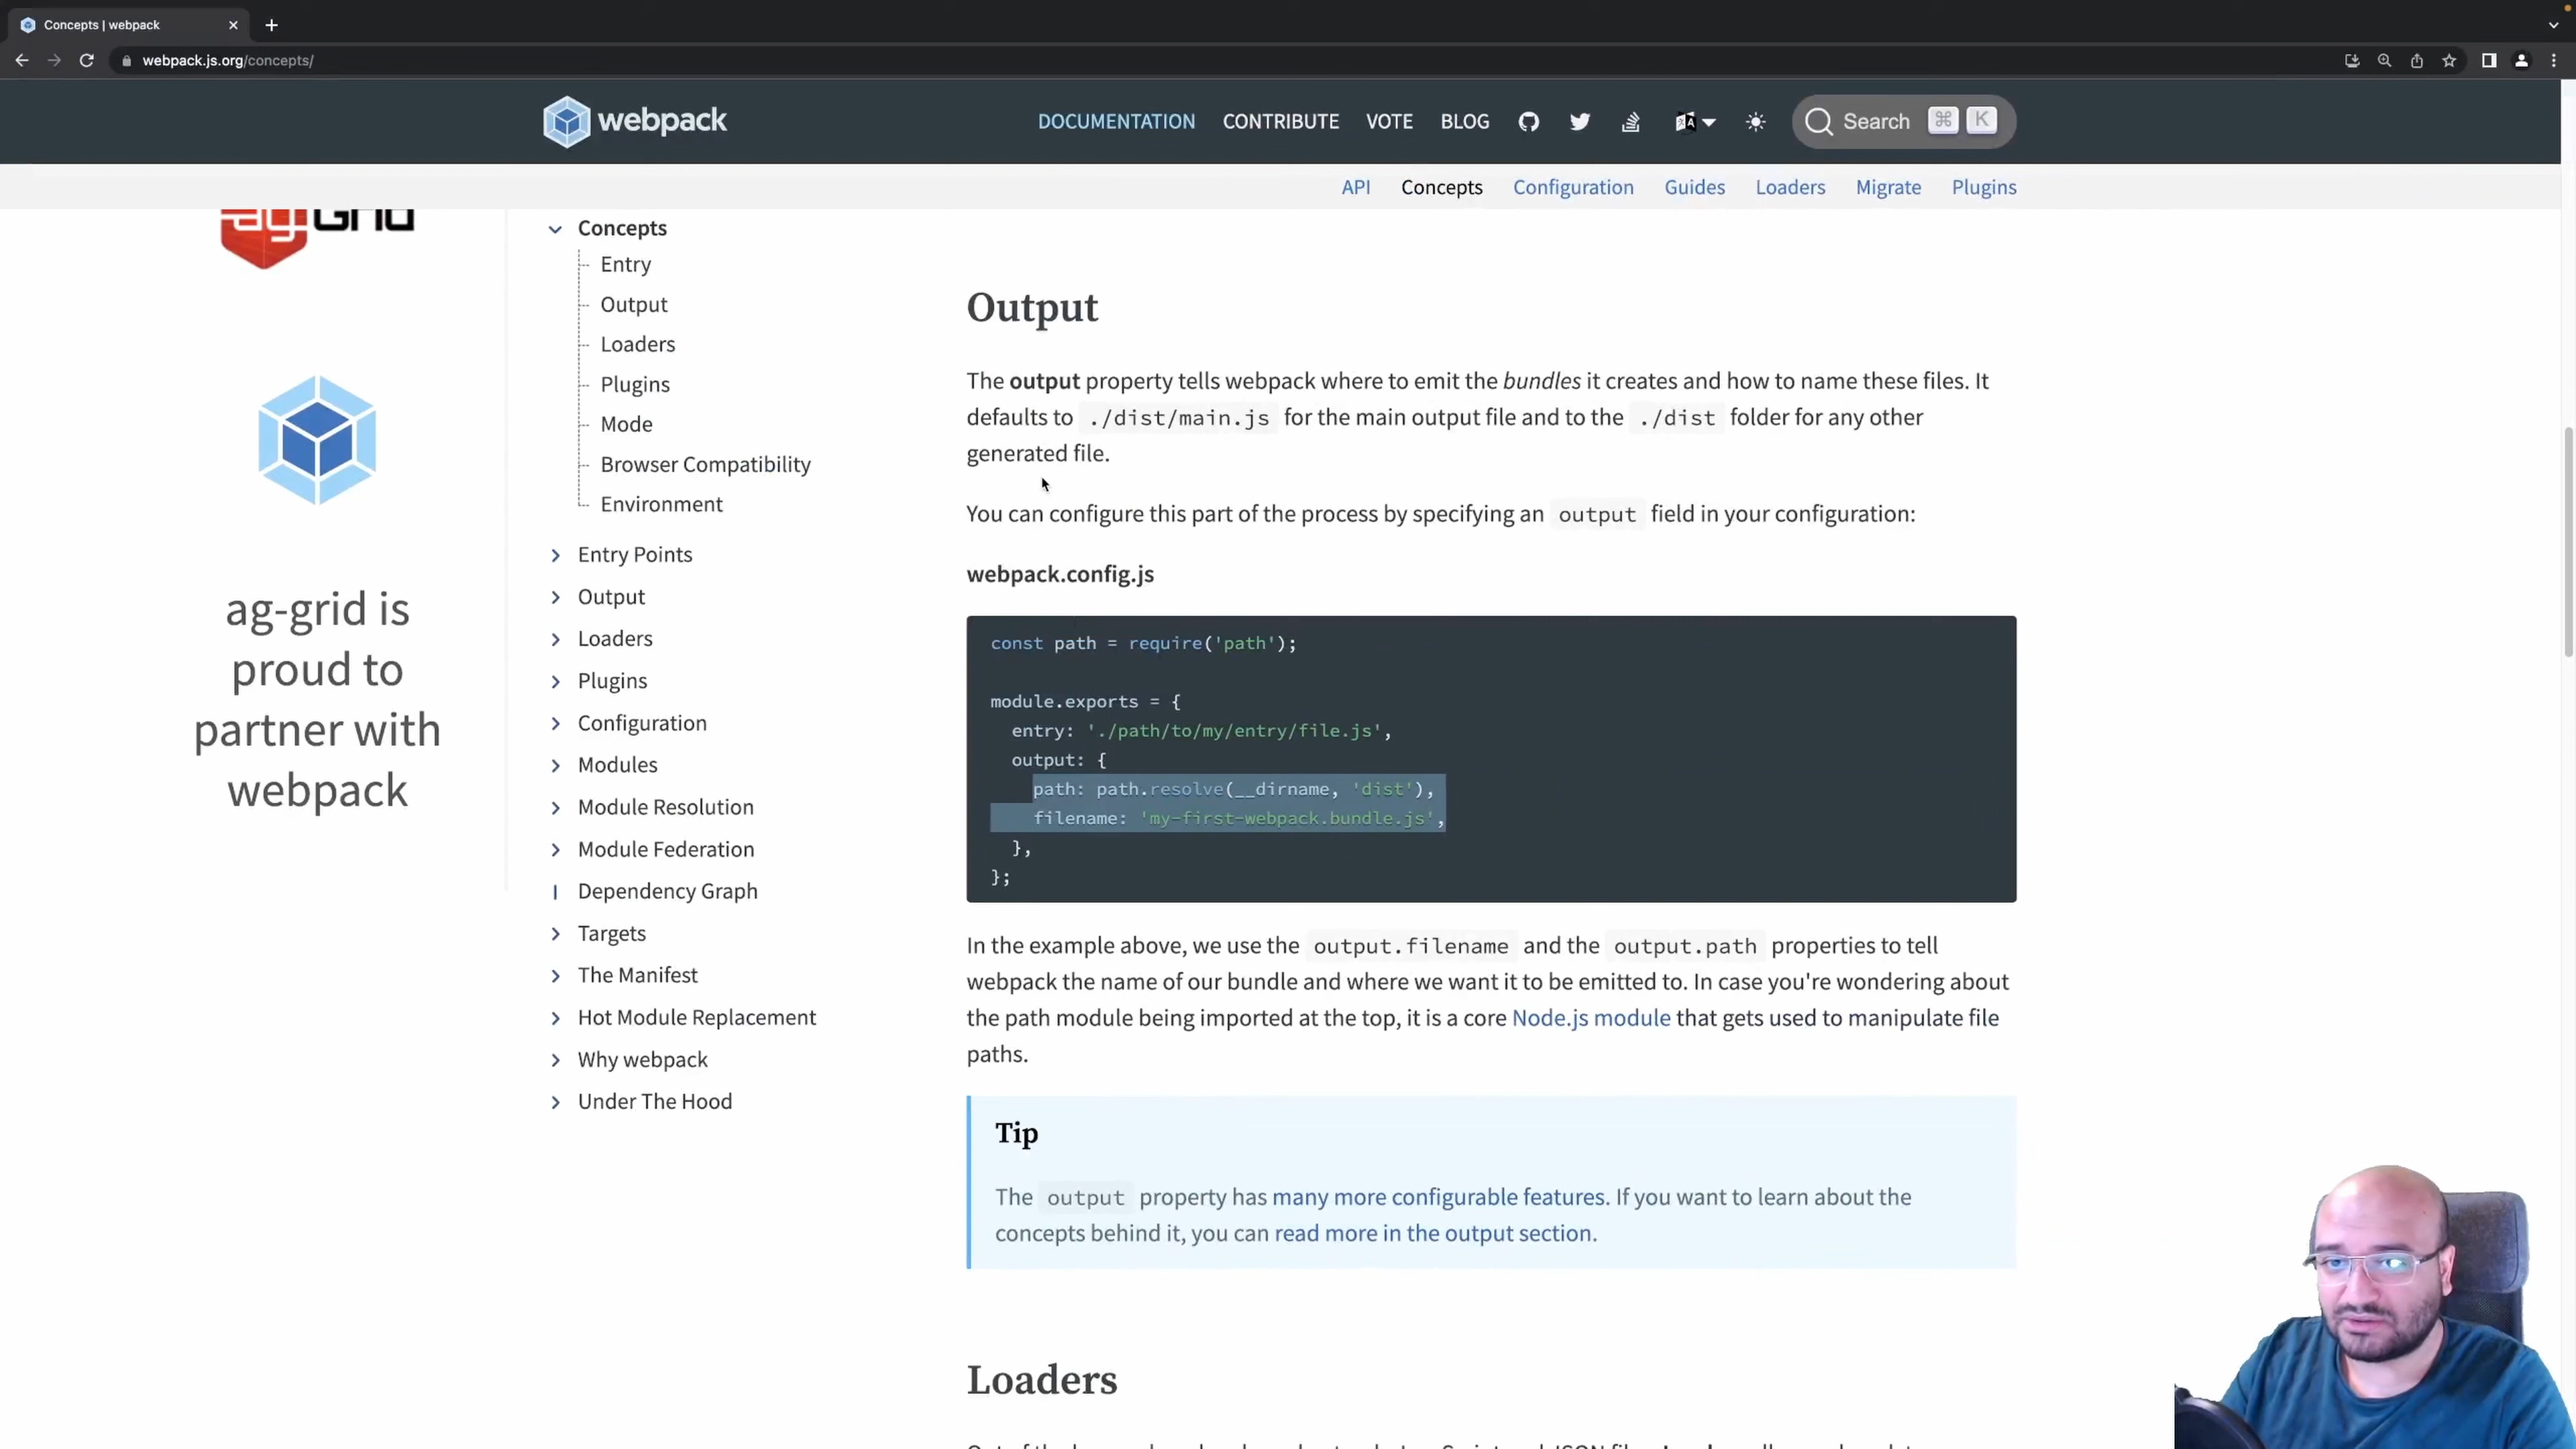 Concepts | webpack
webpack.js.org/concepts/
webpack
DOCUMENTATION CONTRIBUTE VOTE BLOG Search ⌘ K
API Concepts Configuration Guides Loaders Migrate Plugins
ag Grid
ag-grid is
proud to
partner with
webpack
Concepts
Entry
Output
Loaders
Plugins
Mode
Browser Compatibility
Environment
Entry Points
Output
Loaders
Plugins
Configuration
Modules
Module Resolution
Module Federation
Dependency Graph
Targets
The Manifest
Hot Module Replacement
Why webpack
Under The Hood
Output
The output property tells webpack where to emit the bundles it creates and how to name these files. It
defaults to ./dist/main.js for the main output file and to the ./dist folder for any other
generated file.
You can configure this part of the process by specifying an output field in your configuration:
webpack.config.js
const path = require('path');
module.exports = {
entry: './path/to/my/entry/file.js',
output: {
path: path.resolve(__dirname, 'dist'),
filename: 'my-first-webpack.bundle.js',
},
};
In the example above, we use the output.filename and the output.path properties to tell
webpack the name of our bundle and where we want it to be emitted to. In case you're wondering about
the path module being imported at the top, it is a core Node.js module that gets used to manipulate file
paths.
Tip
The output property has many more configurable features. If you want to learn about the
concepts behind it, you can read more in the output section.
Loaders